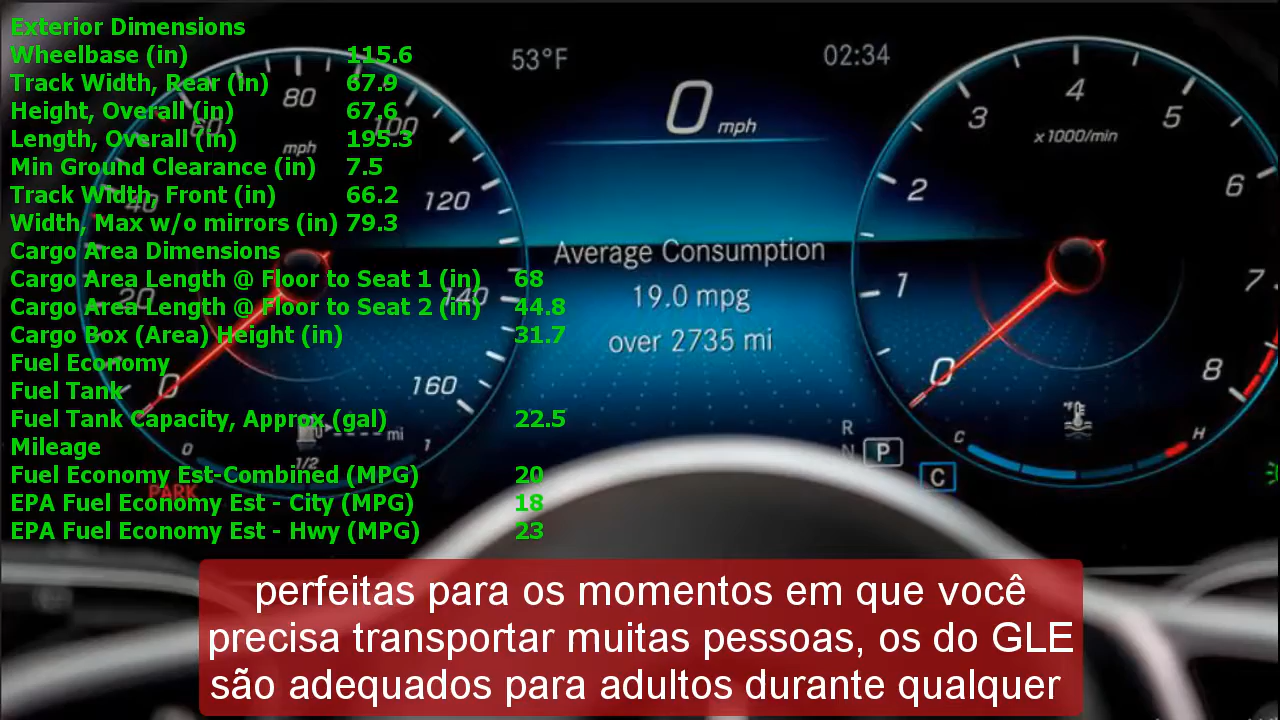 Exterior Dimensions
Wheelbase (in) 115.6
Track Width, Rear (in) 67.9
Height, Overall (in) 67.6
Length, Overall (in) 195.3
Min Ground Clearance (in) 7.5
Track Width, Front (in) 66.2
Width, Max w/o mirrors (in) 79.3
Cargo Area Dimensions
Cargo Area Length @ Floor to Seat 1 (in) 68
Cargo Area Length @ Floor to Seat 2 (in) 44.8
Cargo Box (Area) Height (in) 31.7
Fuel Economy
Fuel Tank
Fuel Tank Capacity, Approx (gal) 22.5
Mileage
Fuel Economy Est-Combined (MPG) 20
EPA Fuel Economy Est - City (MPG) 18
EPA Fuel Economy Est - Hwy (MPG) 23
0
20
40
60
80
100
120
140
160
mph
0
1/2
1
---- mi
PARK
53°F
02:34
0 mph
Average Consumption
19.0 mpg
over 2735 mi
R
N
P
C
0
1
2
3
4
5
6
7
8
x1000/min
C
H
perfeitas para os momentos em que você
precisa transportar muitas pessoas, os do GLE
são adequados para adultos durante qualquer